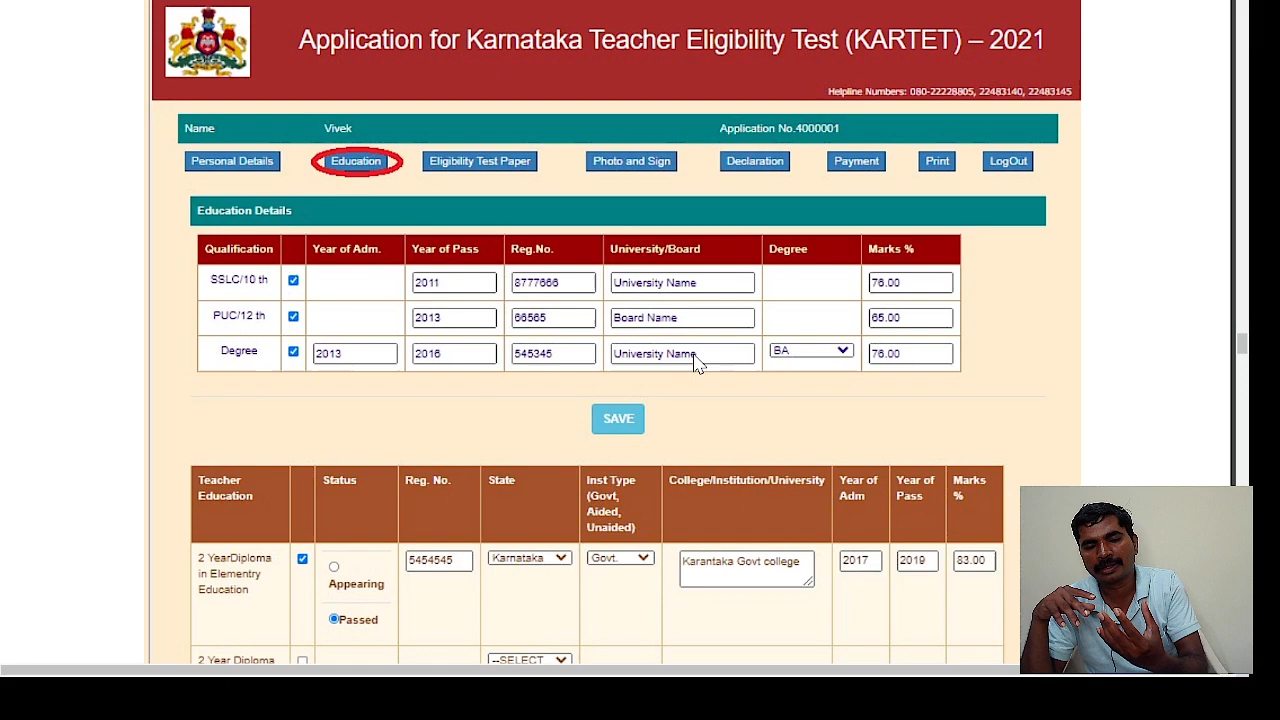 Application for Karnataka Teacher Eligibility Test (KARTET) – 2021
Helpline Numbers: 080-22228805, 22483140, 22483145
Name Vivek Application No.4000001
Personal Details Education Eligibility Test Paper Photo and Sign Declaration Payment Print LogOut
Education Details
Qualification Year of Adm. Year of Pass Reg.No. University/Board Degree Marks %
SSLC/10 th 2011 8777666 University Name 76.00
PUC/12 th 2013 66565 Board Name 65.00
Degree 2013 2016 545345 University Name BA 76.00
SAVE
Teacher Education Status Reg. No. State Inst Type (Govt, Aided, Unaided) College/Institution/University Year of Adm Year of Pass Marks %
2 YearDiploma in Elementry Education Appearing Passed 5454545 Karnataka Govt. Karantaka Govt college 2017 2019 83.00
2 Year Diploma --SELECT